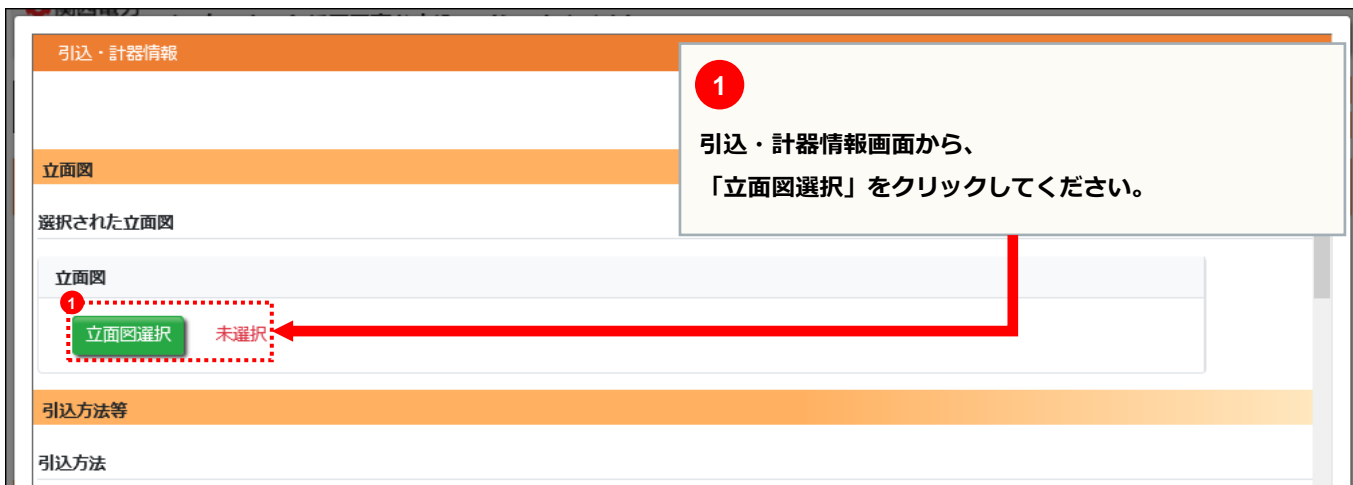 引込・計器情報
1
引込・計器情報画面から、
「立面図選択」をクリックしてください。
立面図
選択された立面図
立面図
1
立面図選択 未選択
引込方法等
引込方法